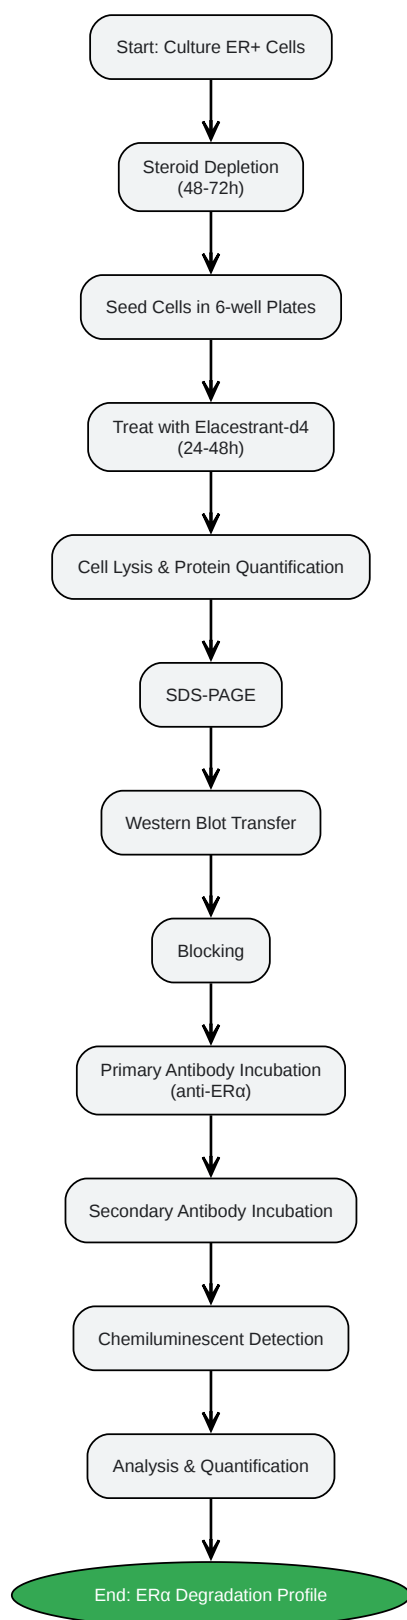 Start: Culture ER+ Cells
Steroid Depletion
(48-72h)
Seed Cells in 6-well Plates
Treat with Elacestrant-d4
(24-48h)
Cell Lysis & Protein Quantification
SDS-PAGE
Western Blot Transfer
Blocking
Primary Antibody Incubation
(anti-ERα)
Secondary Antibody Incubation
Chemiluminescent Detection
Analysis & Quantification
End: ERα Degradation Profile